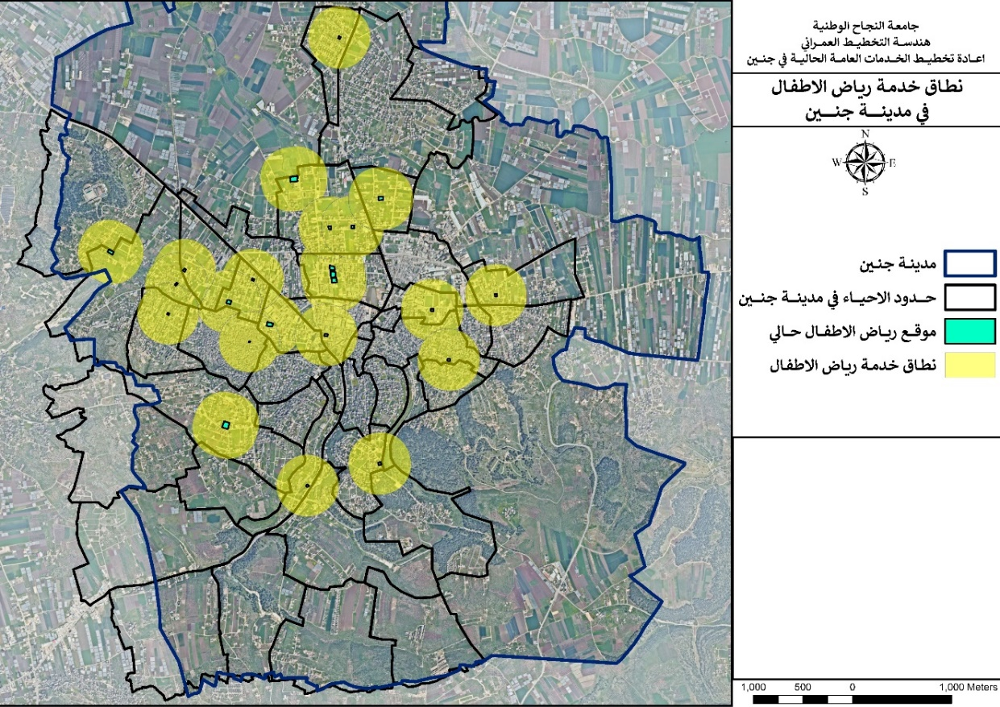 جامعة النجاح الوطنية
هندسة التخطيط العمراني
اعادة تخطيط الخدمات العامة الحالية في جنين
نطاق خدمة رياض الاطفال
في مدينة جنين
N
W E
S
مدينة جنين
حدود الاحياء في مدينة جنين
موقع رياض الاطفال حالي
نطاق خدمة رياض الاطفال
1,000 500 0 1,000 Meters